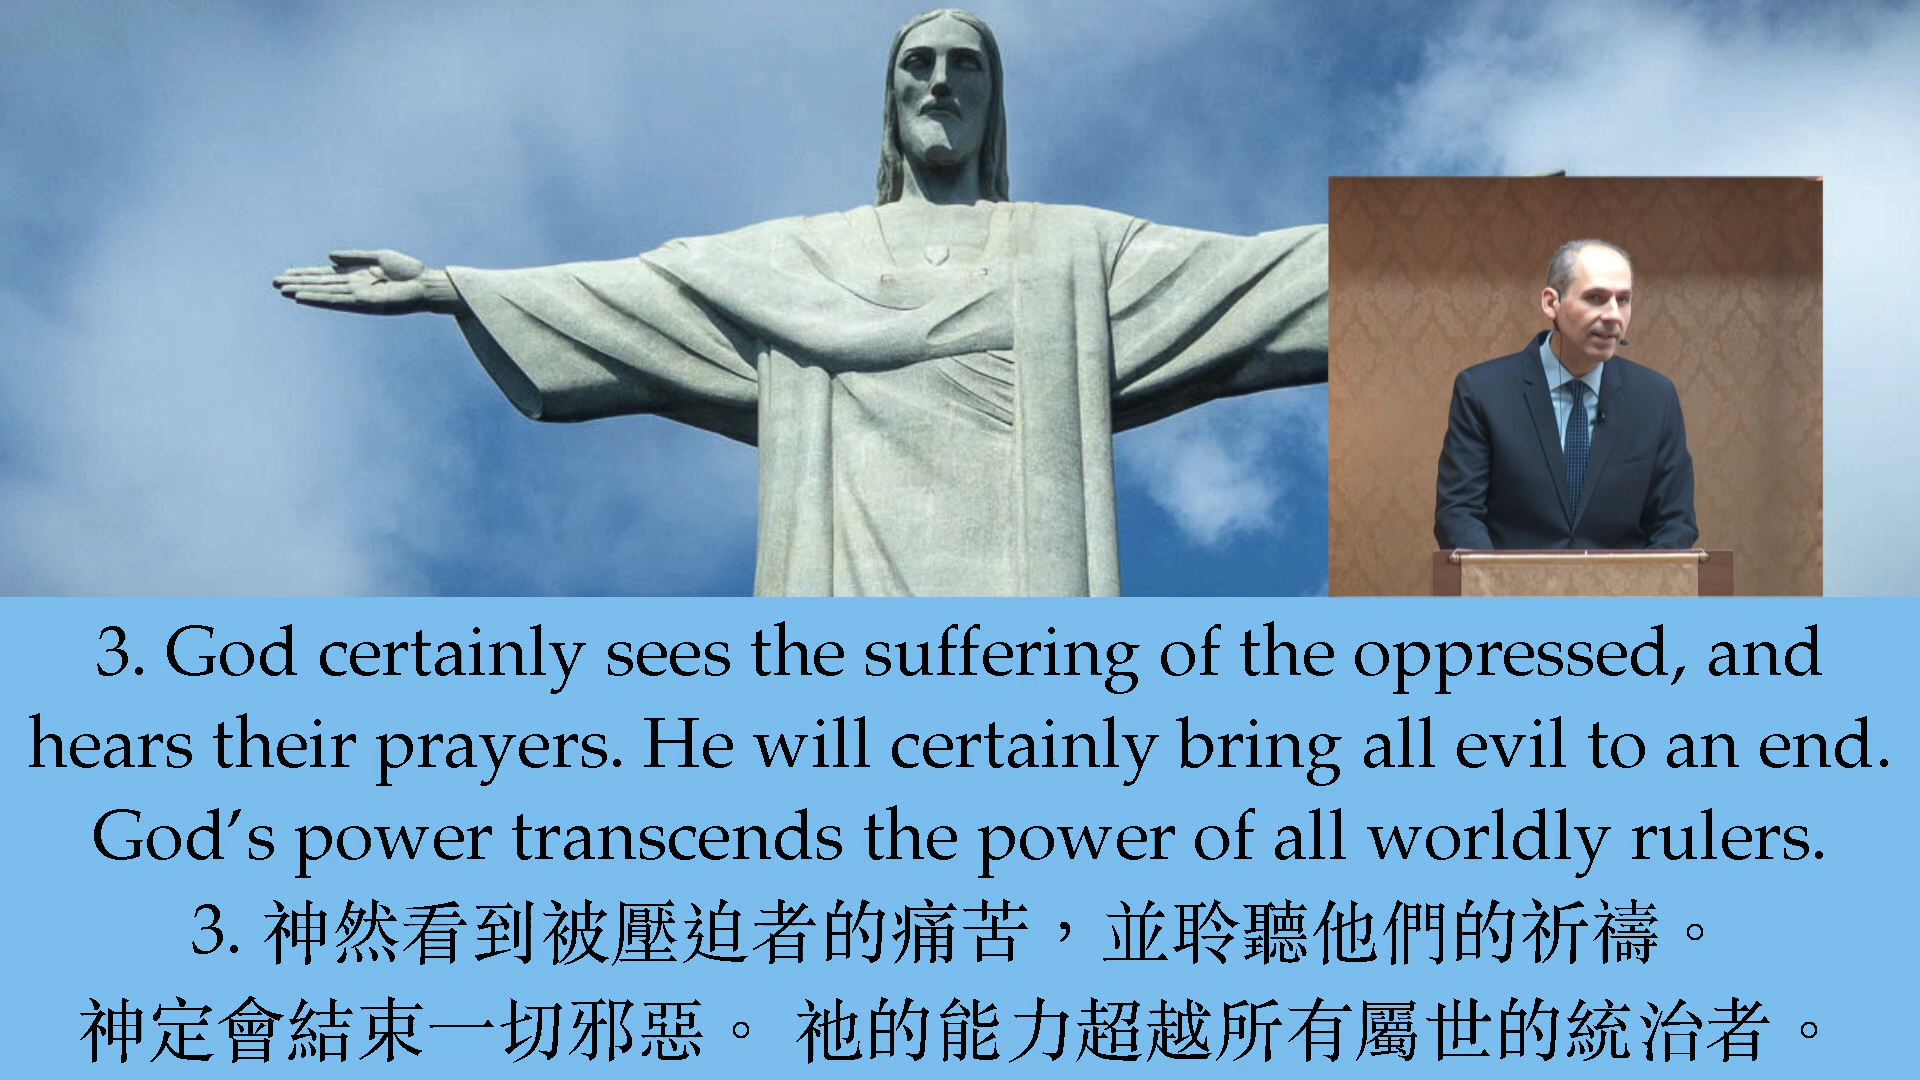 3. God certainly sees the suffering of the oppressed, and
hears their prayers. He will certainly bring all evil to an end.
God’s power transcends the power of all worldly rulers.
3. 神然看到被壓迫者的痛苦，並聆聽他們的祈禱。
神定會結束一切邪惡。 祂的能力超越所有屬世的統治者。